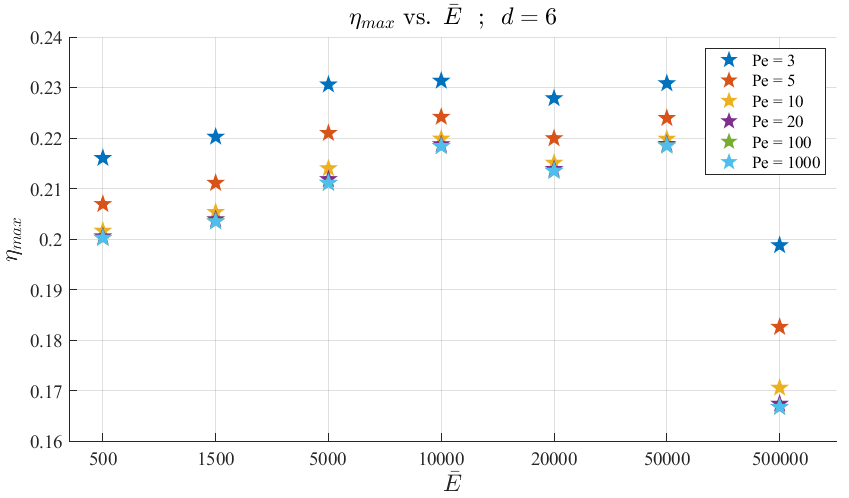 η_max vs. Ē ; d = 6
0.24
0.23
0.22
0.21
0.2
0.19
0.18
0.17
0.16
η_max
500 1500 5000 10000 20000 50000 500000
Ē
Pe = 3
Pe = 5
Pe = 10
Pe = 20
Pe = 100
Pe = 1000